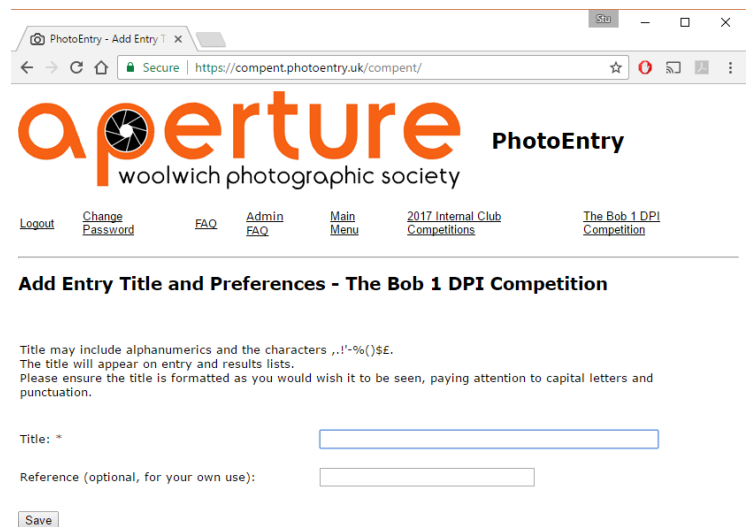 Stu
PhotoEntry - Add Entry T
Secure | https://compent.photoentry.uk/compent/
aperture
woolwich photographic society
PhotoEntry
Logout Change Password FAQ Admin FAQ Main Menu 2017 Internal Club Competitions The Bob 1 DPI Competition
Add Entry Title and Preferences - The Bob 1 DPI Competition
Title may include alphanumerics and the characters ,.!'-%()$£.
The title will appear on entry and results lists.
Please ensure the title is formatted as you would wish it to be seen, paying attention to capital letters and
punctuation.
Title: *
Reference (optional, for your own use):
Save